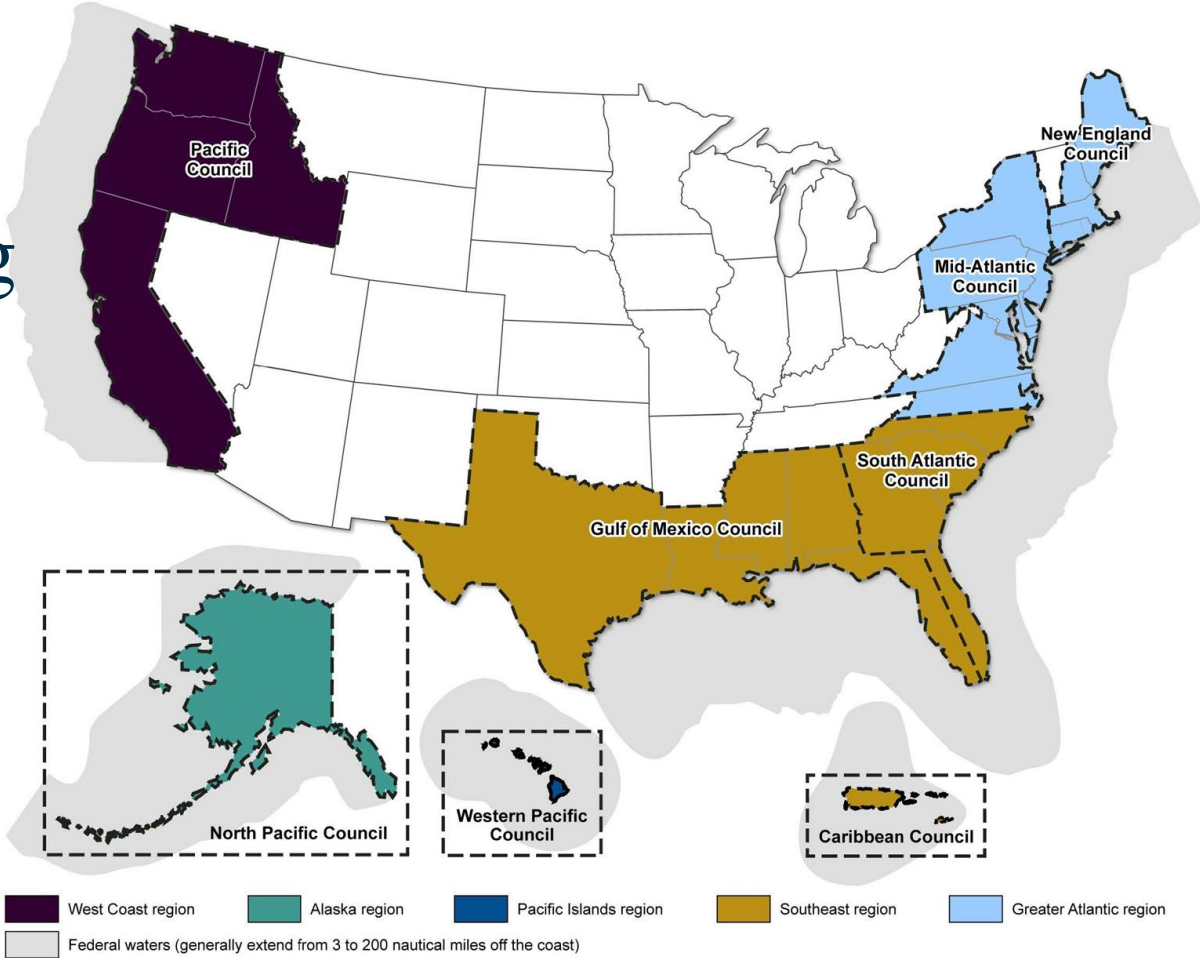 Pacific
Council
New England
Council
Mid-Atlantic
Council
South Atlantic
Council
Gulf of Mexico Council
North Pacific Council
Western Pacific
Council
Caribbean Council
West Coast region
Alaska region
Pacific Islands region
Southeast region
Greater Atlantic region
Federal waters (generally extend from 3 to 200 nautical miles off the coast)